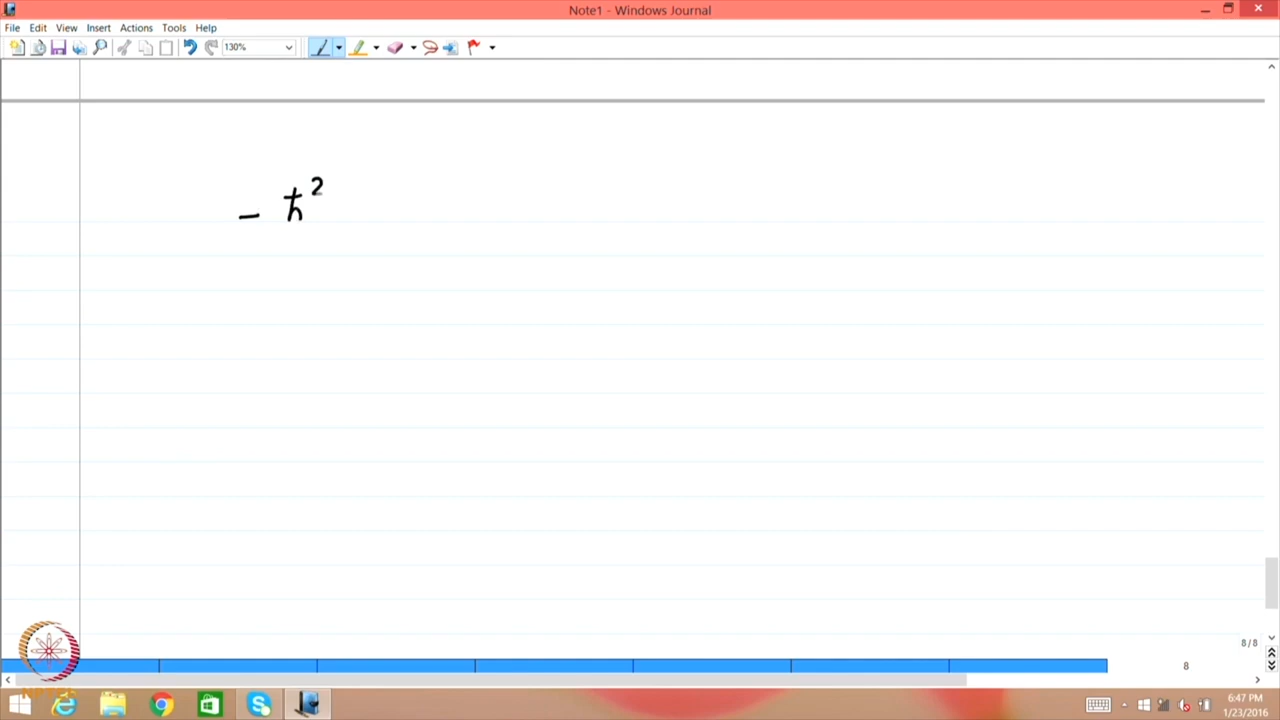 Note1 - Windows Journal
File Edit View Insert Actions Tools Help
130%
- ħ²
8 / 8
8
NPTEL
6:47 PM
1/23/2016